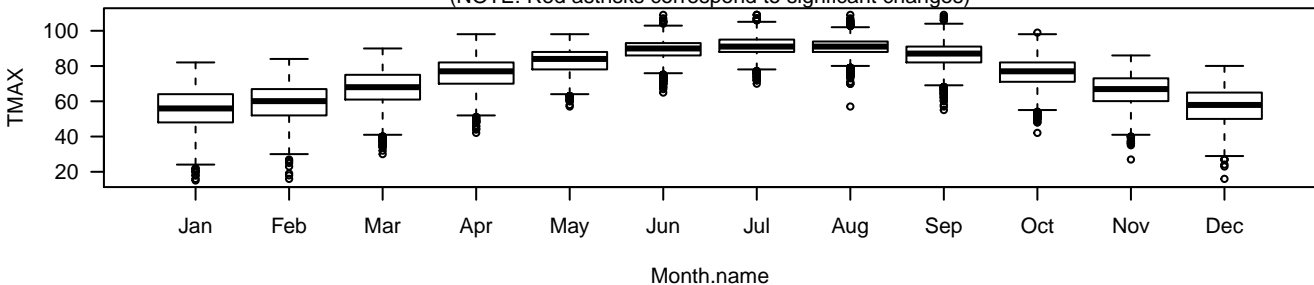 (NOTE: Red astrisks correspond to significant changes)
TMAX
100
80
60
40
20
Jan Feb Mar Apr May Jun Jul Aug Sep Oct Nov Dec
Month.name